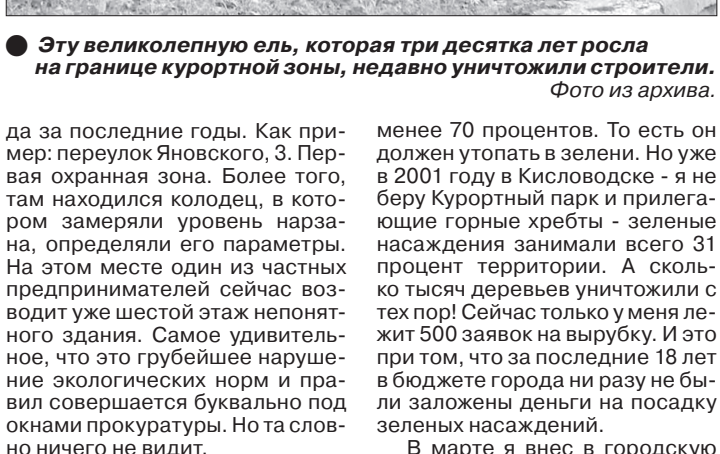 ● Эту великолепную ель, которая три десятка лет росла
на границе курортной зоны, недавно уничтожили строители.
Фото из архива.
да за последние годы. Как при-
мер: переулок Яновского, 3. Пер-
вая охранная зона. Более того,
там находился колодец, в кото-
ром замеряли уровень нарза-
на, определяли его параметры.
На этом месте один из частных
предпринимателей сейчас воз-
водит уже шестой этаж непонят-
ного здания. Самое удивитель-
ное, что это грубейшее наруше-
ние экологических норм и пра-
вил совершается буквально под
окнами прокуратуры. Но та слов-
но ничего не видит.
менее 70 процентов. То есть он
должен утопать в зелени. Но уже
в 2001 году в Кисловодске - я не
беру Курортный парк и прилега-
ющие горные хребты - зеленые
насаждения занимали всего 31
процент территории. А сколь-
ко тысяч деревьев уничтожили с
тех пор! Сейчас только у меня ле-
жит 500 заявок на вырубку. И это
при том, что за последние 18 лет
в бюджете города ни разу не бы-
ли заложены деньги на посадку
зеленых насаждений.
В марте я внес в городскую